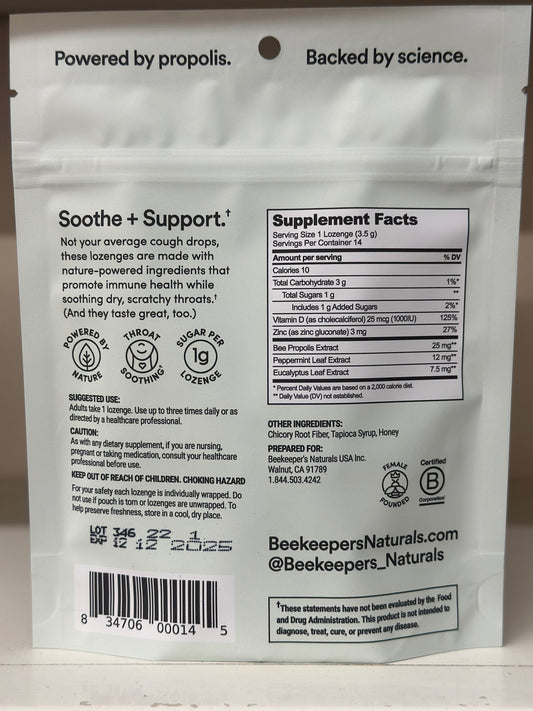 Powered by propolis.
Backed by science.
Soothe + Support.†
Not your average cough drops,
these lozenges are made with
nature-powered ingredients that
promote immune health while
soothing dry, scratchy throats.†
(And they taste great, too.)
POWERED BY
NATURE
THROAT
SOOTHING
SUGAR PER
1g
LOZENGE
SUGGESTED USE:
Adults take 1 lozenge. Use up to three times daily or as
directed by a healthcare professional.
CAUTION:
As with any dietary supplement, if you are nursing,
pregnant or taking medication, consult your healthcare
professional before use.
KEEP OUT OF REACH OF CHILDREN. CHOKING HAZARD
For your safety each lozenge is individually wrapped. Do
not use if pouch is torn or lozenges are unwrapped. To
help preserve freshness, store in a cool, dry place.
LOT 346 22 1
EXP 12 12 2025
8 34706 00014 5
Supplement Facts
Serving Size 1 Lozenge (3.5 g)
Servings Per Container 14
Amount per serving % DV
Calories 10
Total Carbohydrate 3 g 1%*
Total Sugars 1 g **
Includes 1 g Added Sugars 2%*
Vitamin D (as cholecalciferol) 25 mcg (1000IU) 125%
Zinc (as zinc gluconate) 3 mg 27%
Bee Propolis Extract 25 mg**
Peppermint Leaf Extract 12 mg**
Eucalyptus Leaf Extract 7.5 mg**
* Percent Daily Values are based on a 2,000 calorie diet.
** Daily Value (DV) not established.
OTHER INGREDIENTS:
Chicory Root Fiber, Tapioca Syrup, Honey
PREPARED FOR:
Beekeeper's Naturals USA Inc.
Walnut, CA 91789
1.844.503.4242
FEMALE
FOUNDED
Certified
B
Corporation
BeekeepersNaturals.com
@Beekeepers_Naturals
†These statements have not been evaluated by the Food
and Drug Administration. This product is not intended to
diagnose, treat, cure, or prevent any disease.